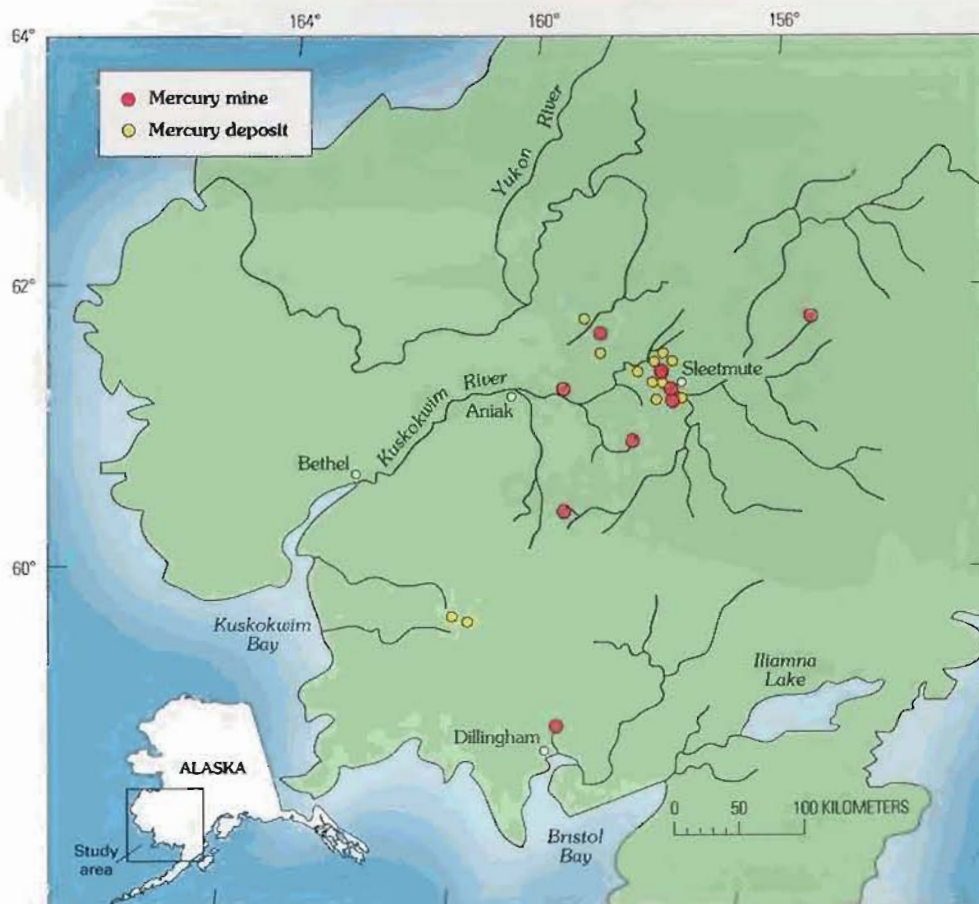 164°
160°
156°
64°
Mercury mine
Mercury deposit
Yukon River
62°
Sleetmute
Kuskokwim River
Aniak
Bethel
60°
Kuskokwim
Bay
Iliamna
Lake
Dillingham
ALASKA
0 50 100 KILOMETERS
Bristol
Bay
Study
area